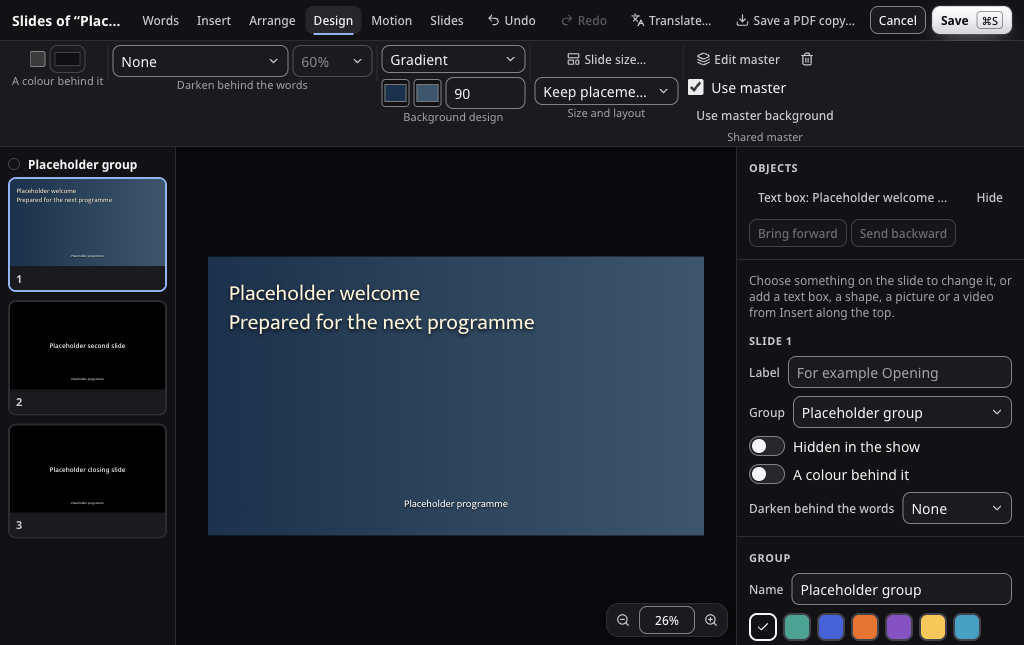 Slides of “Plac...
Words
Insert
Arrange
Design
Motion
Slides
Undo
Redo
Translate...
Save a PDF copy...
Cancel
Save ⌘S
A colour behind it
None
60%
Darken behind the words
Gradient
90
Background design
Slide size...
Keep placeme...
Size and layout
Edit master
Use master
Use master background
Shared master
Placeholder group
Placeholder welcome
Prepared for the next programme
Placeholder programme
1
Placeholder second slide
Placeholder programme
2
Placeholder closing slide
Placeholder programme
3
Placeholder welcome
Prepared for the next programme
Placeholder programme
26%
OBJECTS
Text box: Placeholder welcome ...
Hide
Bring forward
Send backward
Choose something on the slide to change it, or
add a text box, a shape, a picture or a video
from Insert along the top.
SLIDE 1
Label
For example Opening
Group
Placeholder group
Hidden in the show
A colour behind it
Darken behind the words
None
GROUP
Name
Placeholder group